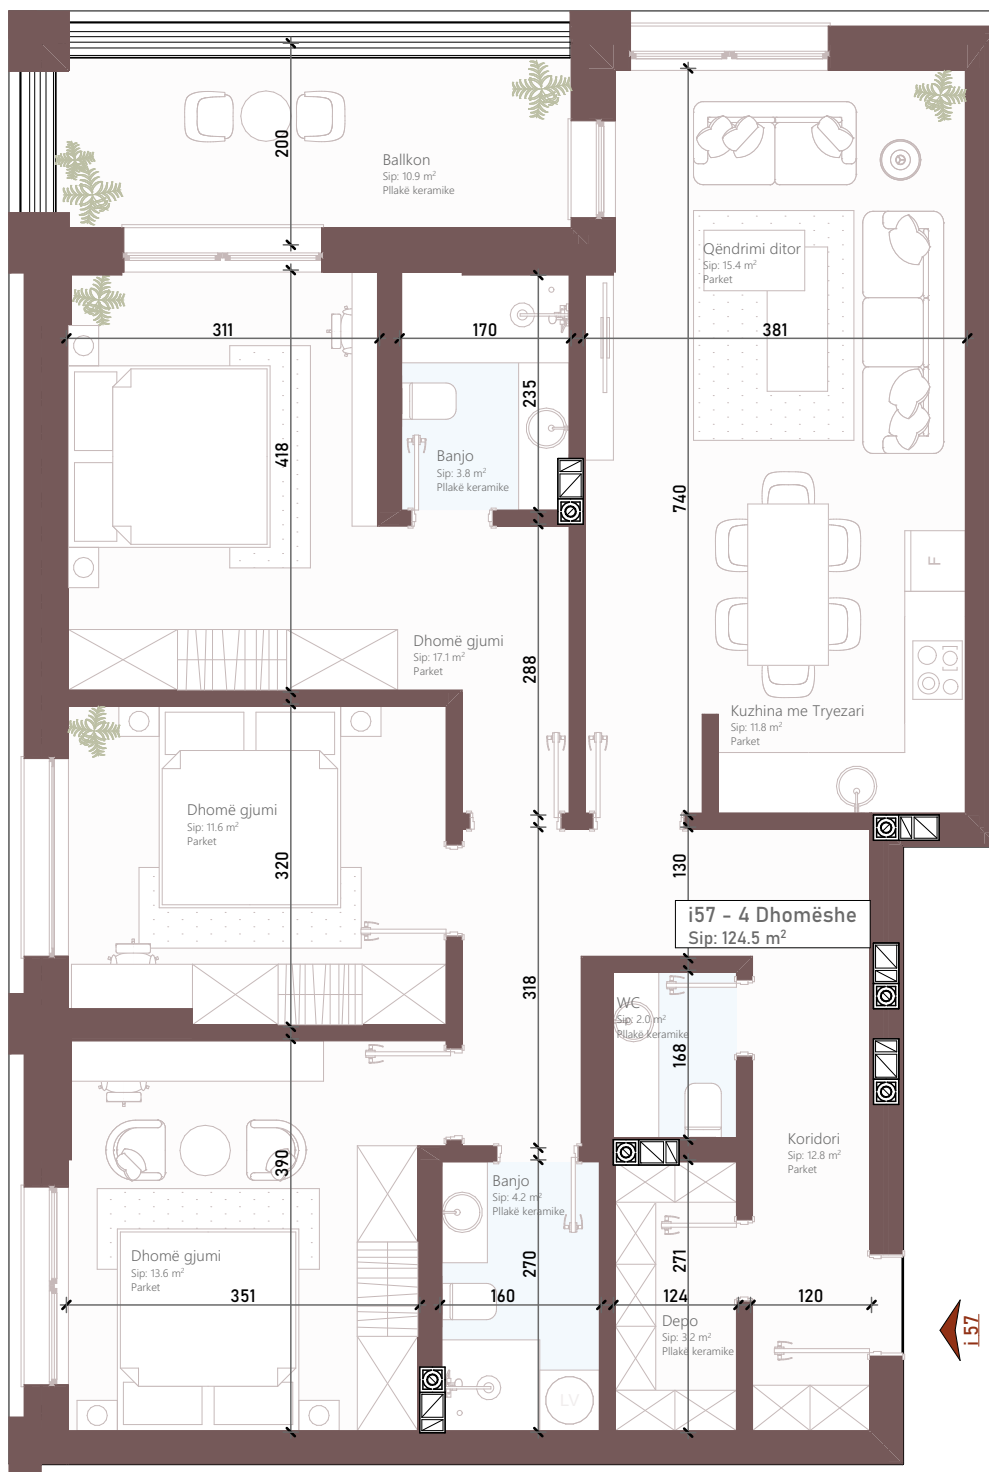 200
Ballkon
Sip: 10.9 m²
Pllakë keramike
Qëndrimi ditor
Sip: 15.4 m²
Parket
311
170
381
235
418
Banjo
Sip: 3.8 m²
Pllakë keramike
740
F
288
Dhomë gjumi
Sip: 17.1 m²
Parket
Kuzhina me Tryezari
Sip: 11.8 m²
Parket
Dhomë gjumi
Sip: 11.6 m²
Parket
320
130
i57 - 4 Dhomëshe
Sip: 124.5 m²
318
WC
Sip: 2.0 m²
Pllakë keramike
168
Koridori
Sip: 12.8 m²
Parket
390
Banjo
Sip: 4.2 m²
Pllakë keramike
Dhomë gjumi
Sip: 13.6 m²
Parket
270
271
351
160
124
120
Depo
Sip: 3.2 m²
Pllakë keramike
i 57
LV